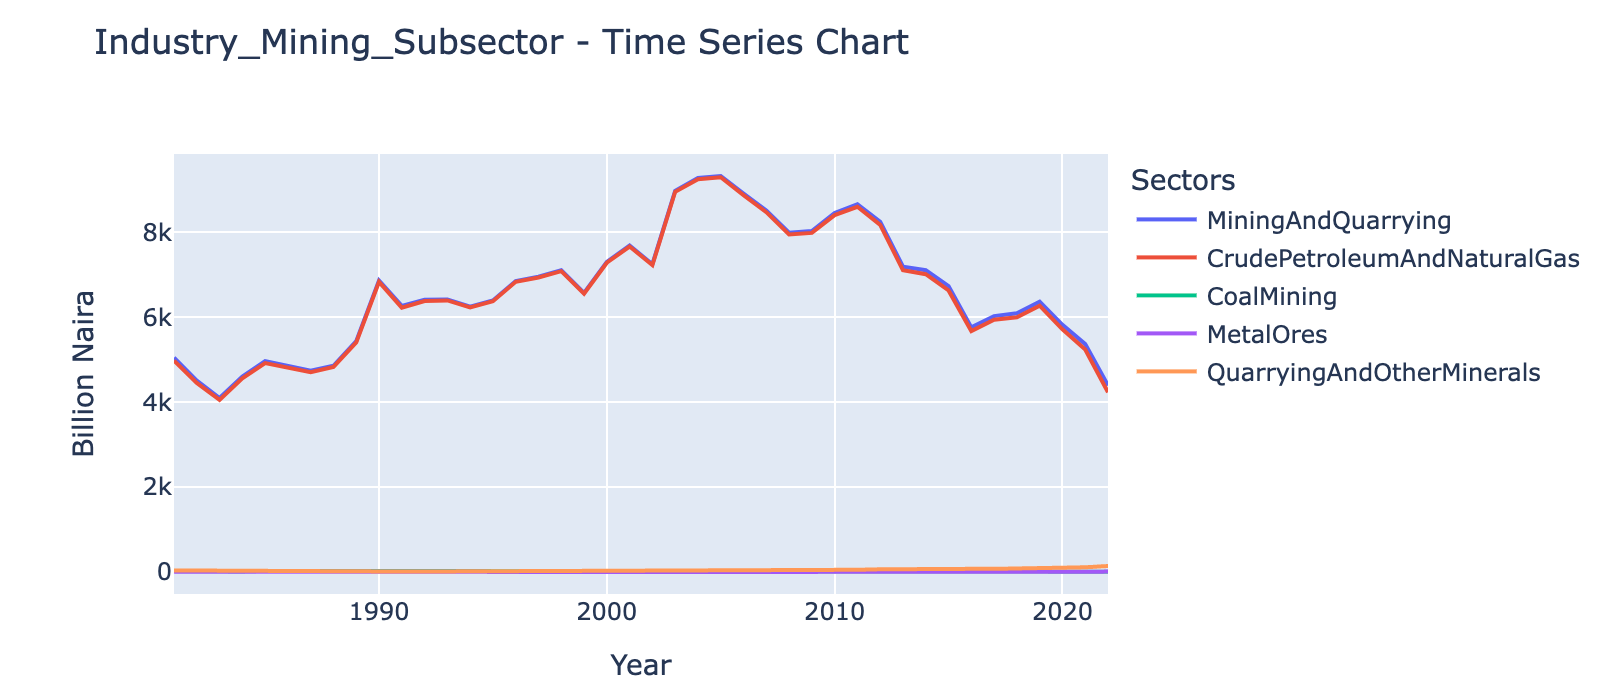 Industry_Mining_Subsector - Time Series Chart
Sectors
MiningAndQuarrying
CrudePetroleumAndNaturalGas
CoalMining
MetalOres
QuarryingAndOtherMinerals
Billion Naira
8k
6k
4k
2k
0
1990
2000
2010
2020
Year